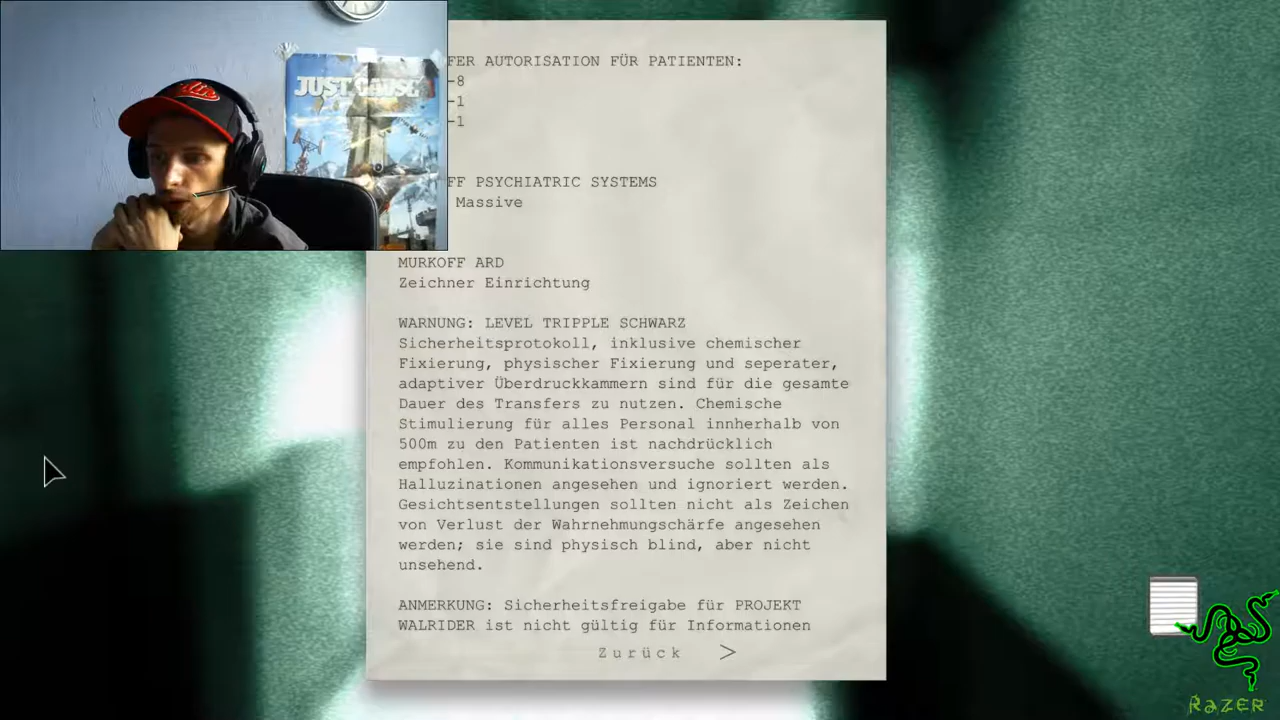 FER AUTORISATION FÜR PATIENTEN:
-8
-1
-1
FF PSYCHIATRIC SYSTEMS
Massive
MURKOFF ARD
Zeichner Einrichtung
WARNUNG: LEVEL TRIPPLE SCHWARZ
Sicherheitsprotokoll, inklusive chemischer
Fixierung, physischer Fixierung und seperater,
adaptiver Überdruckkammern sind für die gesamte
Dauer des Transfers zu nutzen. Chemische
Stimulierung für alles Personal innherhalb von
500m zu den Patienten ist nachdrücklich
empfohlen. Kommunikationsversuche sollten als
Halluzinationen angesehen und ignoriert werden.
Gesichtsentstellungen sollten nicht als Zeichen
von Verlust der Wahrnehmungschärfe angesehen
werden; sie sind physisch blind, aber nicht
unsehend.
ANMERKUNG: Sicherheitsfreigabe für PROJEKT
WALRIDER ist nicht gültig für Informationen
Zurück >
JUST CAUSE
RAZER